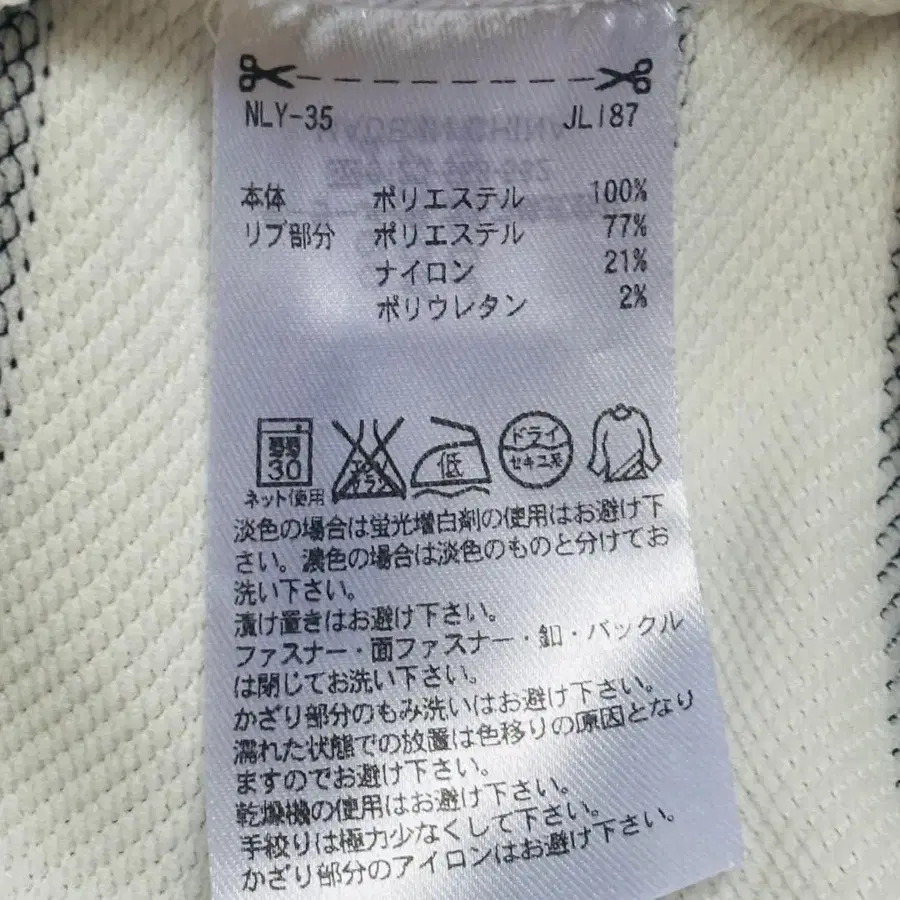 NLY-35 JL187
本体 ポリエステル 100%
リブ部分 ポリエステル 77%
ナイロン 21%
ポリウレタン 2%
弱 30
ネット使用
エンソ サラシ
低
ドライ
セキユ系
淡色の場合は蛍光増白剤の使用はお避け下
さい。濃色の場合は淡色のものと分けてお
洗い下さい。
漬け置きはお避け下さい。
ファスナー・面ファスナー・釦・バックル
は閉じてお洗い下さい。
かざり部分のもみ洗いはお避け下さい。
濡れた状態での放置は色移りの原因となり
ますのでお避け下さい。
乾燥機の使用はお避け下さい。
手絞りは極力少なくして下さい。
かざり部分のアイロンはお避け下さい。